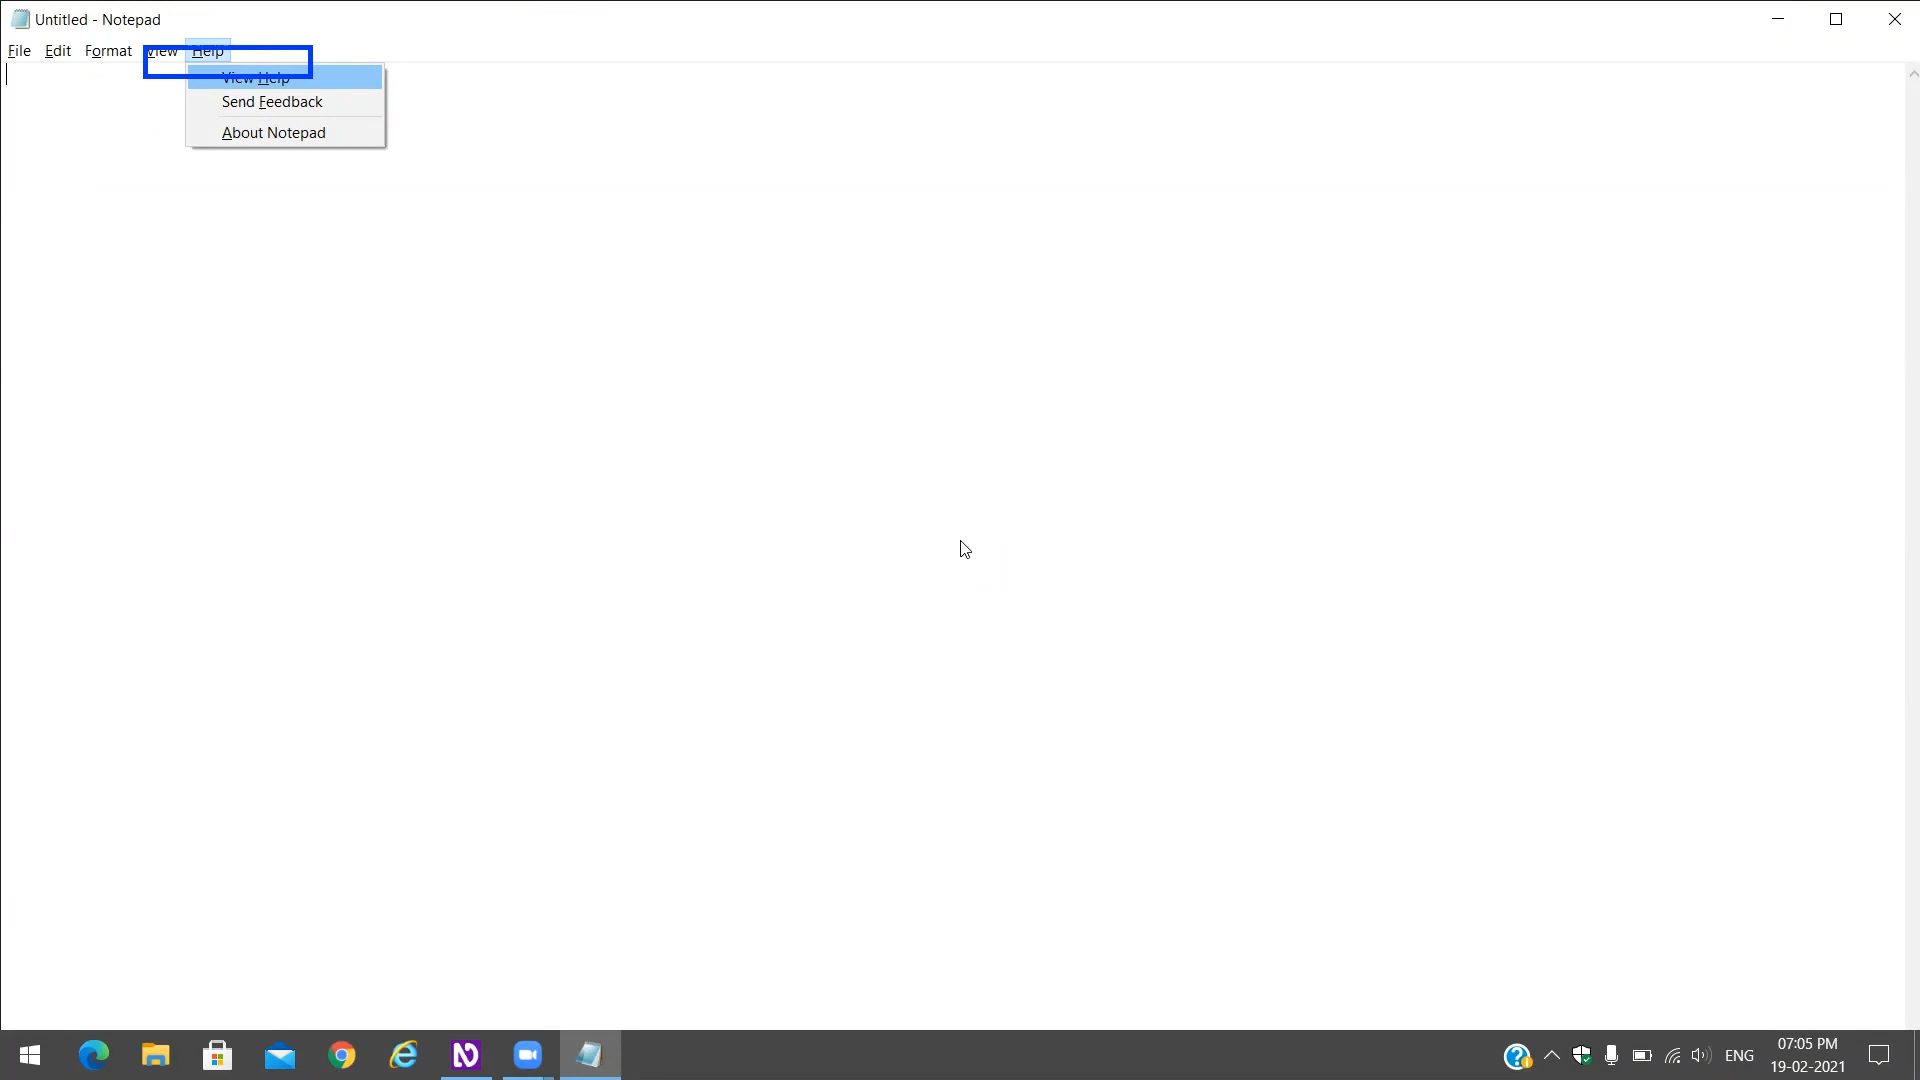 Untitled - Notepad
File Edit Format View Help
View Help
Send Feedback
About Notepad
ENG
07:05 PM
19-02-2021